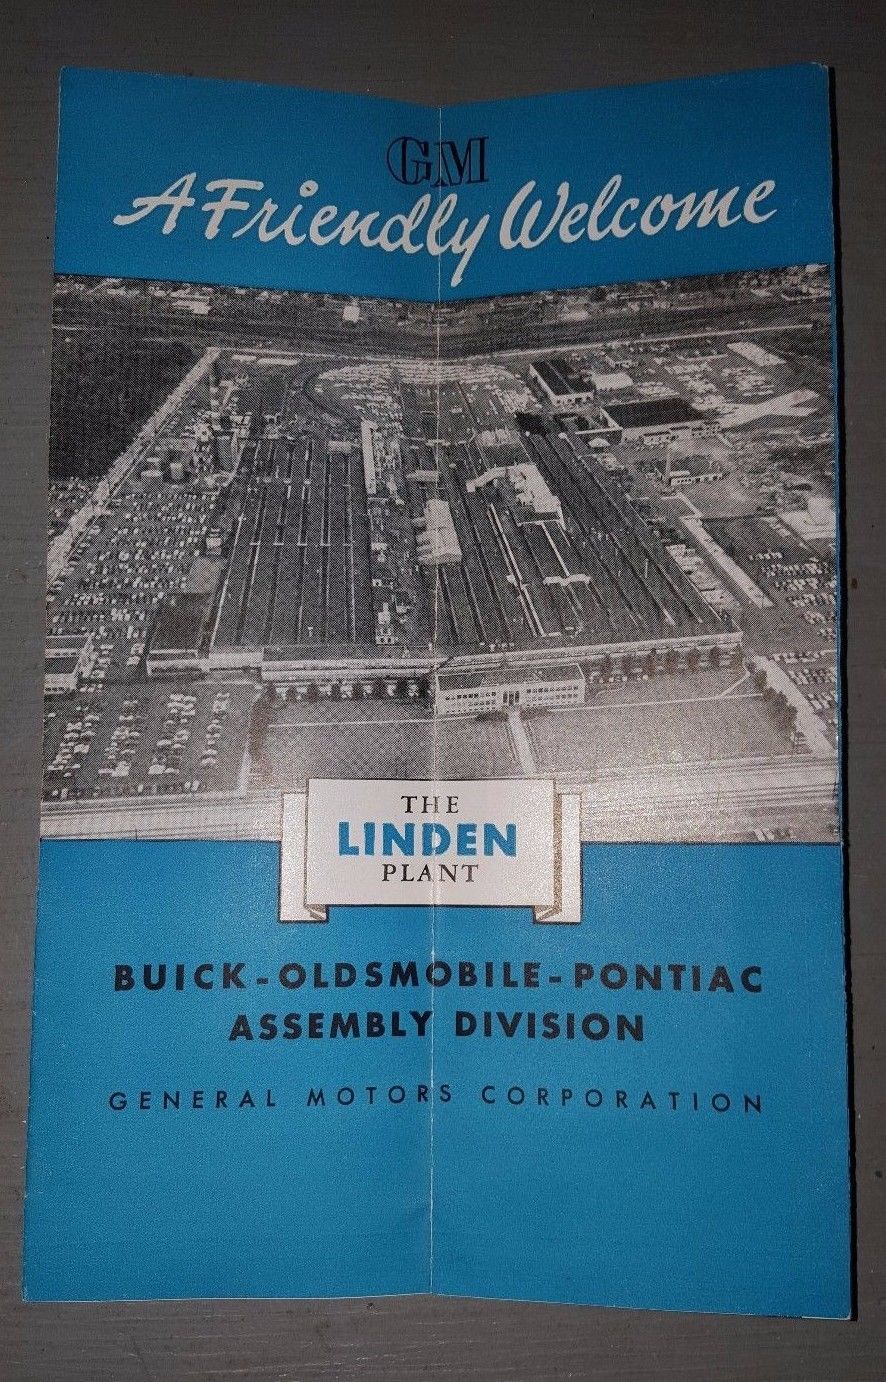 GM
A Friendly Welcome
THE
LINDEN
PLANT
BUICK-OLDSMOBILE-PONTIAC
ASSEMBLY DIVISION
GENERAL MOTORS CORPORATION